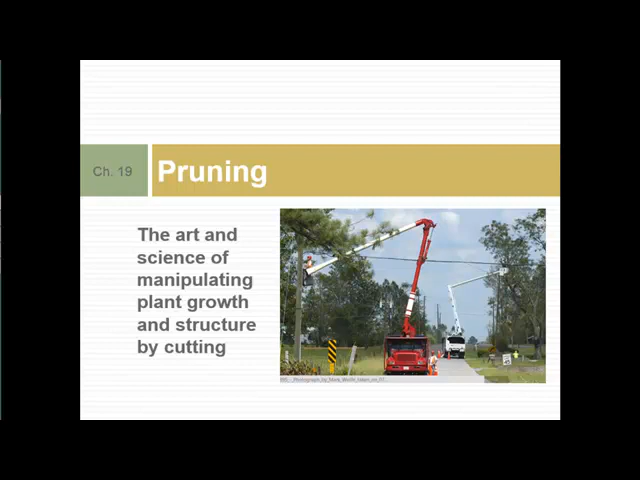 Ch. 19
Pruning
The art and
science of
manipulating
plant growth
and structure
by cutting